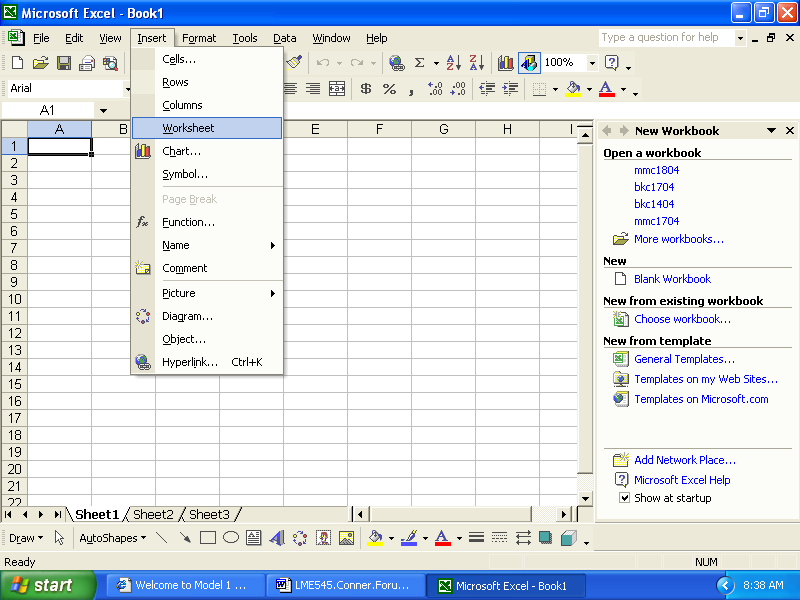 Microsoft Excel - Book1
File Edit View Insert Format Tools Data Window Help
Type a question for help
100%
Arial
$ % ,
A1
A B E F G H I
1
2
3
4
5
6
7
8
9
10
11
12
13
14
15
16
17
18
19
20
21
22
Cells...
Rows
Columns
Worksheet
Chart...
Symbol...
Page Break
Function...
Name
Comment
Picture
Diagram...
Object...
Hyperlink... Ctrl+K
New Workbook
Open a workbook
mmc1804
bkc1704
bkc1404
mmc1704
More workbooks...
New
Blank Workbook
New from existing workbook
Choose workbook...
New from template
General Templates...
Templates on my Web Sites...
Templates on Microsoft.com
Add Network Place...
Microsoft Excel Help
Show at startup
Sheet1 Sheet2 Sheet3
Draw AutoShapes
Ready NUM
start Welcome to Model 1 ... LME545.Conner.Foru... Microsoft Excel - Book1 8:38 AM